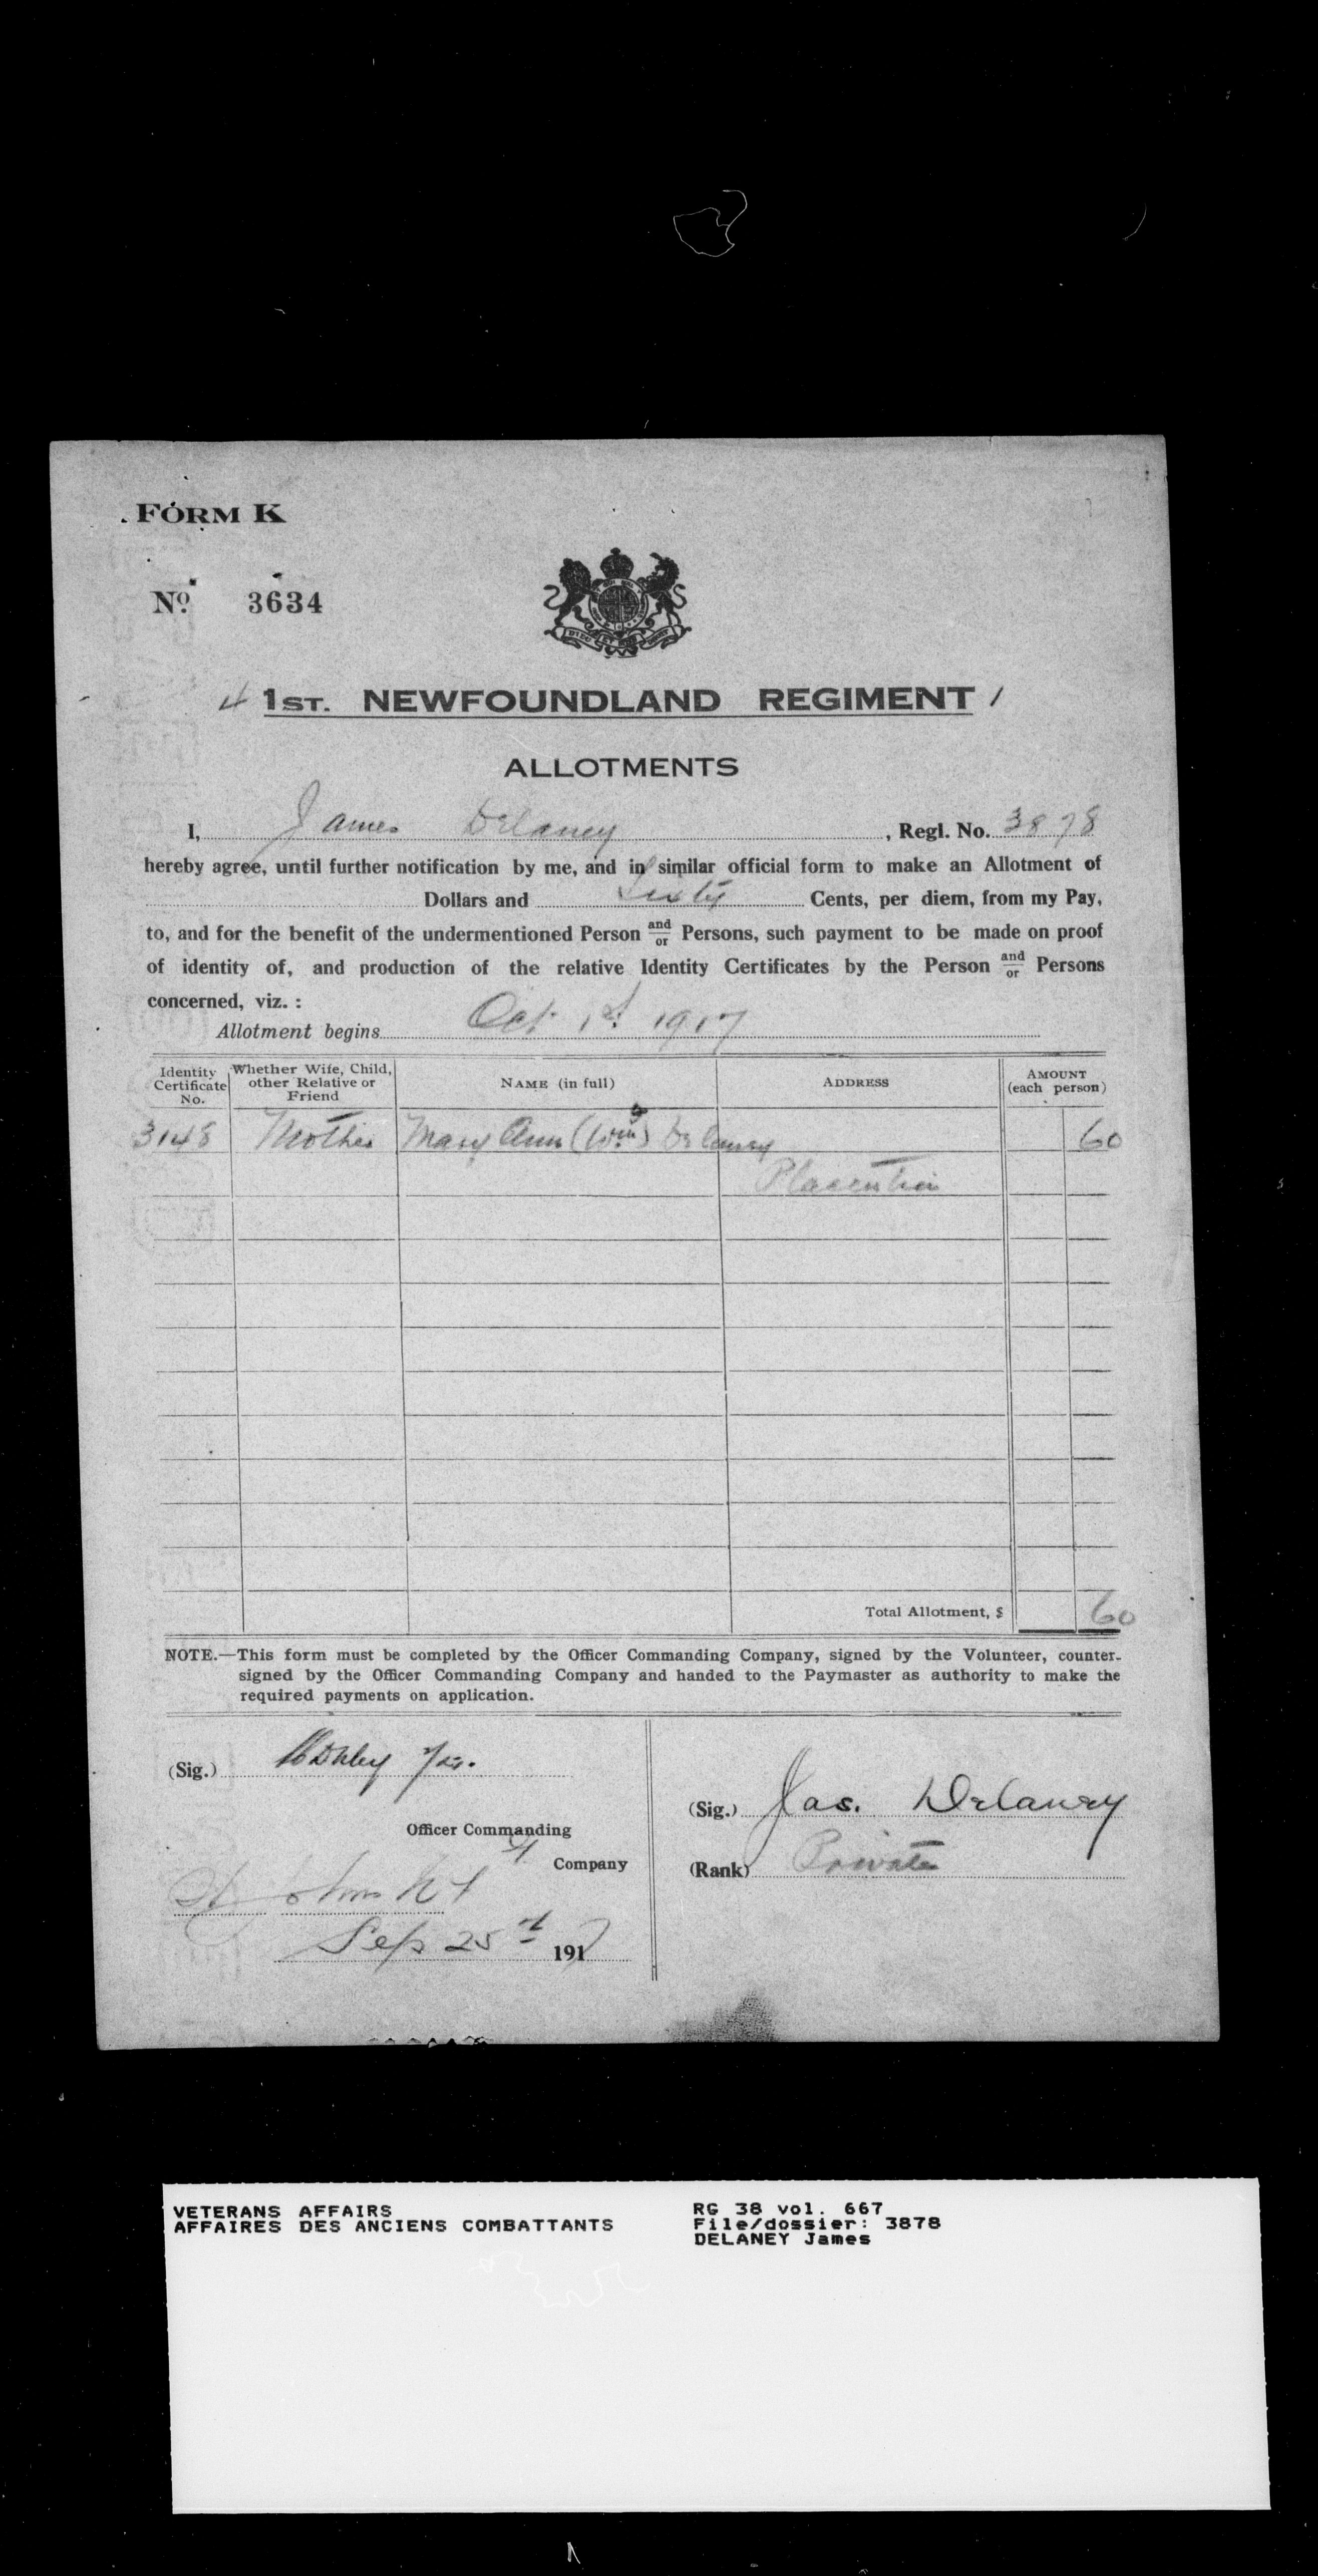 FORM K
No. 3634
4 1ST. NEWFOUNDLAND REGIMENT 1
ALLOTMENTS
I, James Delaney, Regl. No. 3878
hereby agree, until further notification by me, and in similar official form to make an Allotment of
Dollars and Sixty Cents, per diem, from my Pay,
to, and for the benefit of the undermentioned Person and/or Persons, such payment to be made on proof
of identity of, and production of the relative Identity Certificates by the Person and/or Persons
concerned, viz. :
Allotment begins Oct 1st 1917
Identity Certificate No. Whether Wife, Child, other Relative or Friend NAME (in full) ADDRESS AMOUNT (each person)
3148 Mother Mary Ann (Wm) Delaney 60
Placentia
Total Allotment, $ 60
NOTE.—This form must be completed by the Officer Commanding Company, signed by the Volunteer, counter-
signed by the Officer Commanding Company and handed to the Paymaster as authority to make the
required payments on application.
(Sig.)
Officer Commanding
Company
St Johns Nf
Sep 25th 1917
(Sig.) Jas. Delaney
(Rank) Private
VETERANS AFFAIRS
AFFAIRES DES ANCIENS COMBATTANTS
RG 38 vol. 667
File/dossier: 3878
DELANEY James